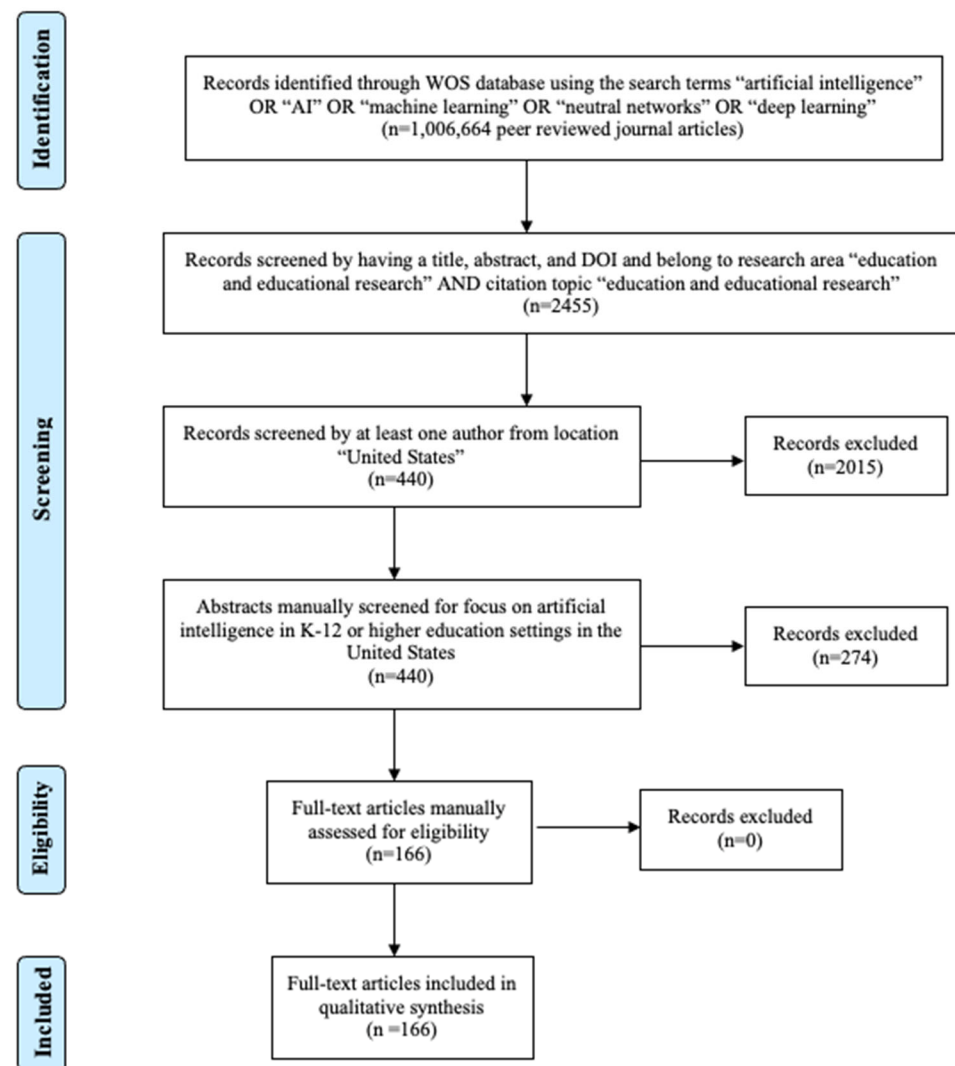 Identification
Records identified through WOS database using the search terms “artificial intelligence”
OR “AI” OR “machine learning” OR “neutral networks” OR “deep learning”
(n=1,006,664 peer reviewed journal articles)
Screening
Records screened by having a title, abstract, and DOI and belong to research area “education
and educational research” AND citation topic “education and educational research”
(n=2455)
Records screened by at least one author from location
“United States”
(n=440)
Records excluded
(n=2015)
Abstracts manually screened for focus on artificial
intelligence in K-12 or higher education settings in the
United States
(n=440)
Records excluded
(n=274)
Eligibility
Full-text articles manually
assessed for eligibility
(n=166)
Records excluded
(n=0)
Included
Full-text articles included in
qualitative synthesis
(n =166)